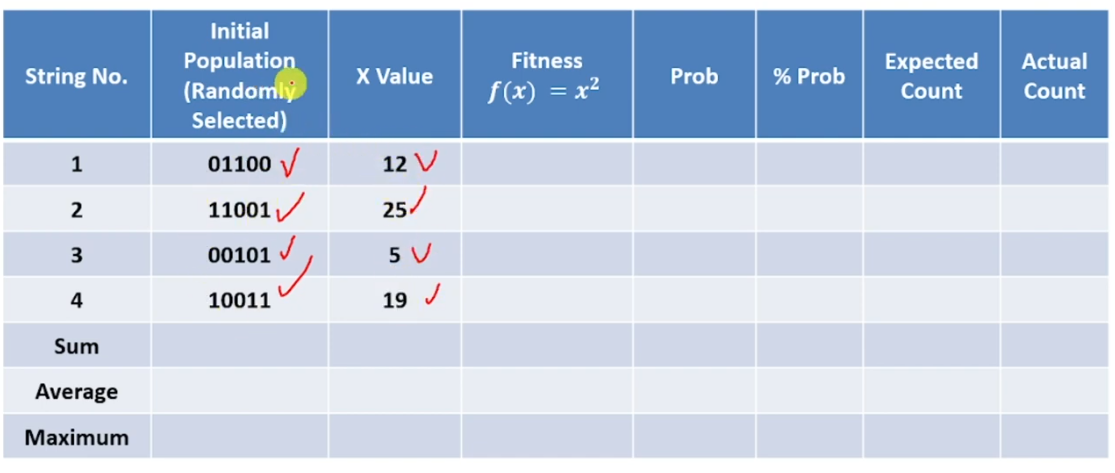 String No. Initial Population (Randomly Selected) X Value Fitness f(x) = x² Prob % Prob Expected Count Actual Count
1 01100 12
2 11001 25
3 00101 5
4 10011 19
Sum
Average
Maximum